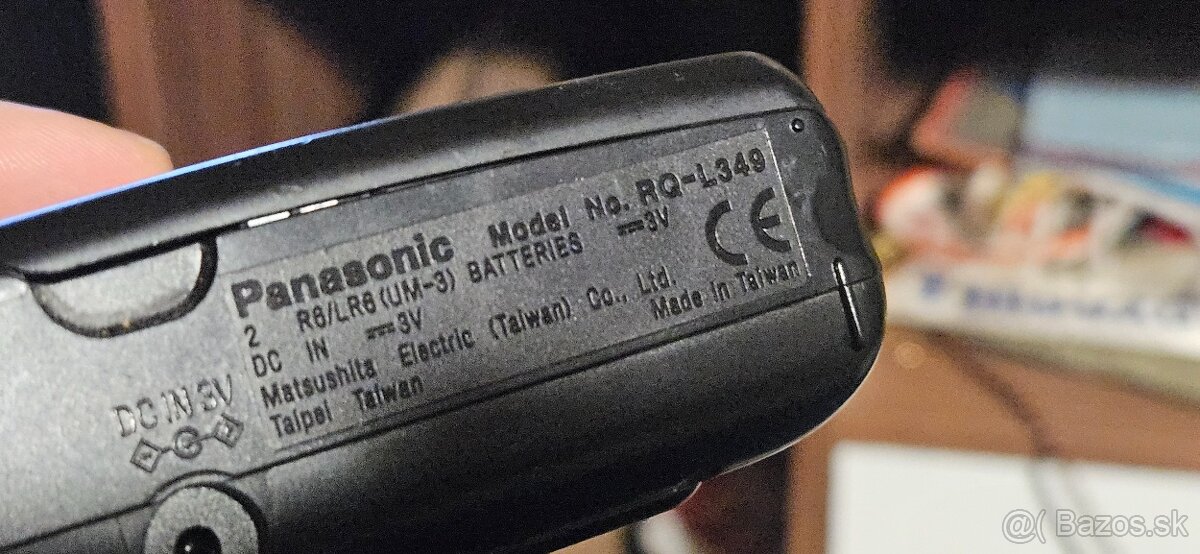 Panasonic Model No. RQ-L349
2 R6/LR6(UM-3) BATTERIES ⎓3V
DC IN ⎓3V
CE
Matsushita Electric (Taiwan) Co., Ltd.
Taipei Taiwan Made in Taiwan
DC IN 3V
@( Bazos.sk